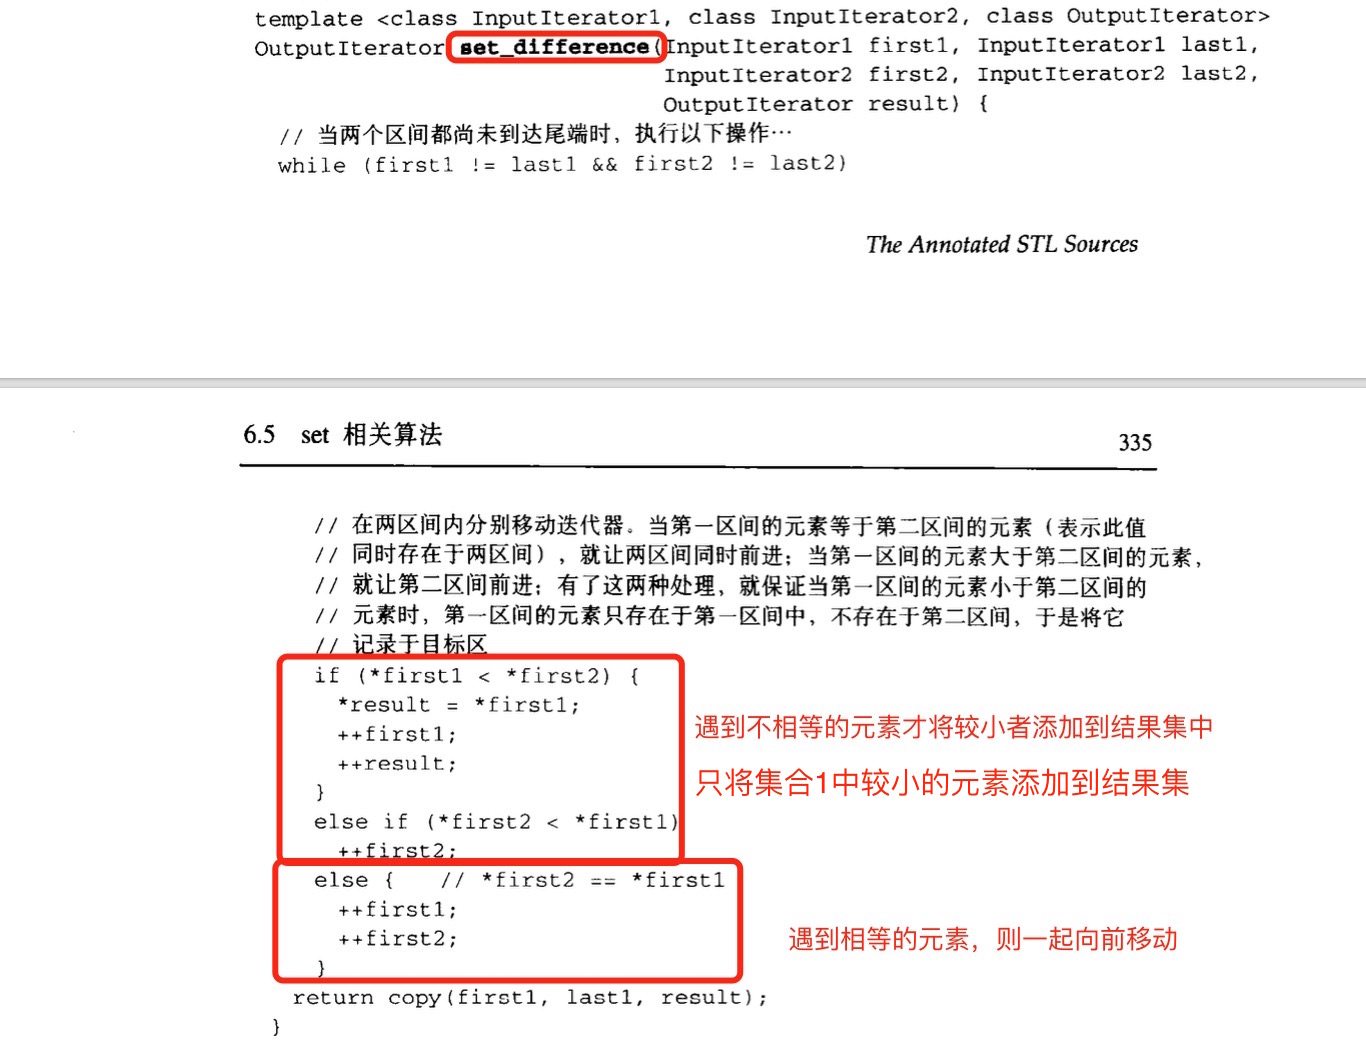 template <class InputIterator1, class InputIterator2, class OutputIterator>
OutputIterator set_difference(InputIterator1 first1, InputIterator1 last1,
InputIterator2 first2, InputIterator2 last2,
OutputIterator result) {
// 当两个区间都尚未到达尾端时，执行以下操作…
while (first1 != last1 && first2 != last2)
The Annotated STL Sources
6.5 set 相关算法 335
// 在两区间内分别移动迭代器。当第一区间的元素等于第二区间的元素（表示此值
// 同时存在于两区间），就让两区间同时前进；当第一区间的元素大于第二区间的元素，
// 就让第二区间前进；有了这两种处理，就保证当第一区间的元素小于第二区间的
// 元素时，第一区间的元素只存在于第一区间中，不存在于第二区间，于是将它
// 记录于目标区
if (*first1 < *first2) {
*result = *first1;
遇到不相等的元素才将较小者添加到结果集中
++first1;
++result;
只将集合1中较小的元素添加到结果集
}
else if (*first2 < *first1)
++first2;
else { // *first2 == *first1
++first1;
++first2;
遇到相等的元素，则一起向前移动
}
return copy(first1, last1, result);
}